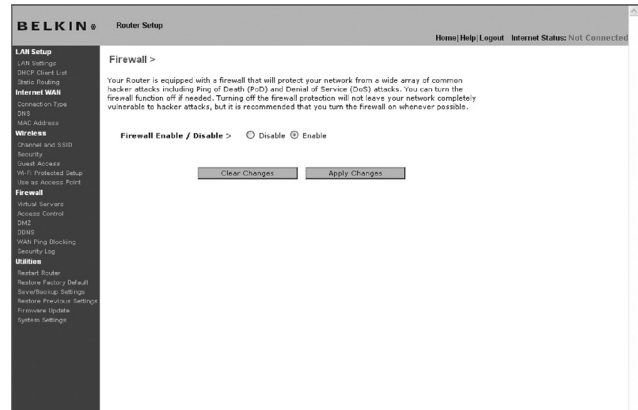 BELKIN®
Router Setup
Home|Help|Logout Internet Status: Not Connected
LAN Setup
LAN Settings
DHCP Client List
Static Routing
Internet WAN
Connection Type
DNS
MAC Address
Wireless
Channel and SSID
Security
Guest Access
Wi-Fi Protected Setup
Use as Access Point
Firewall
Virtual Servers
Access Control
DMZ
DDNS
WAN Ping Blocking
Security Log
Utilities
Restart Router
Restore Factory Default
Save/Backup Settings
Restore Previous Settings
Firmware Update
System Settings
Firewall >
Your Router is equipped with a firewall that will protect your network from a wide array of common
hacker attacks including Ping of Death (PoD) and Denial of Service (DoS) attacks. You can turn the
firewall function off if needed. Turning off the firewall protection will not leave your network completely
vulnerable to hacker attacks, but it is recommended that you turn the firewall on whenever possible.
Firewall Enable / Disable > Disable Enable
Clear Changes Apply Changes